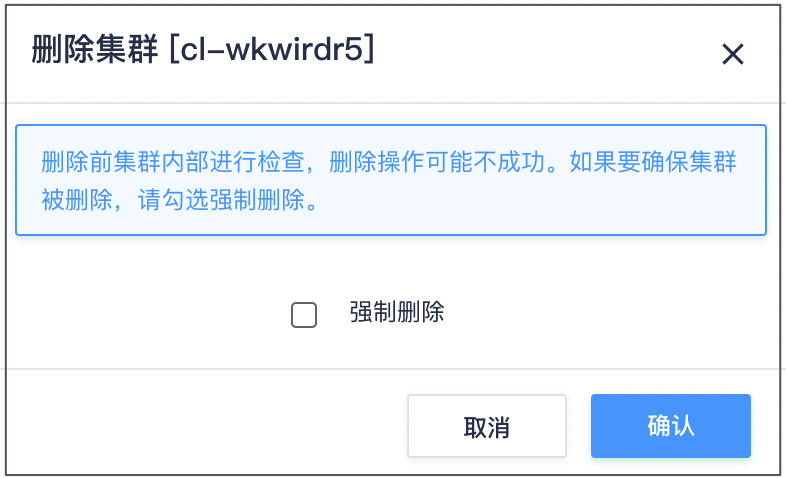 删除集群 [cl-wkwirdr5]
删除前集群内部进行检查，删除操作可能不成功。如果要确保集群
被删除，请勾选强制删除。
强制删除
取消
确认